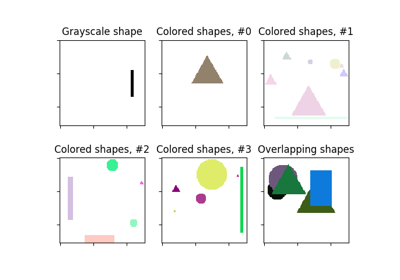 Grayscale shape
Colored shapes, #0
Colored shapes, #1
Colored shapes, #2
Colored shapes, #3
Overlapping shapes